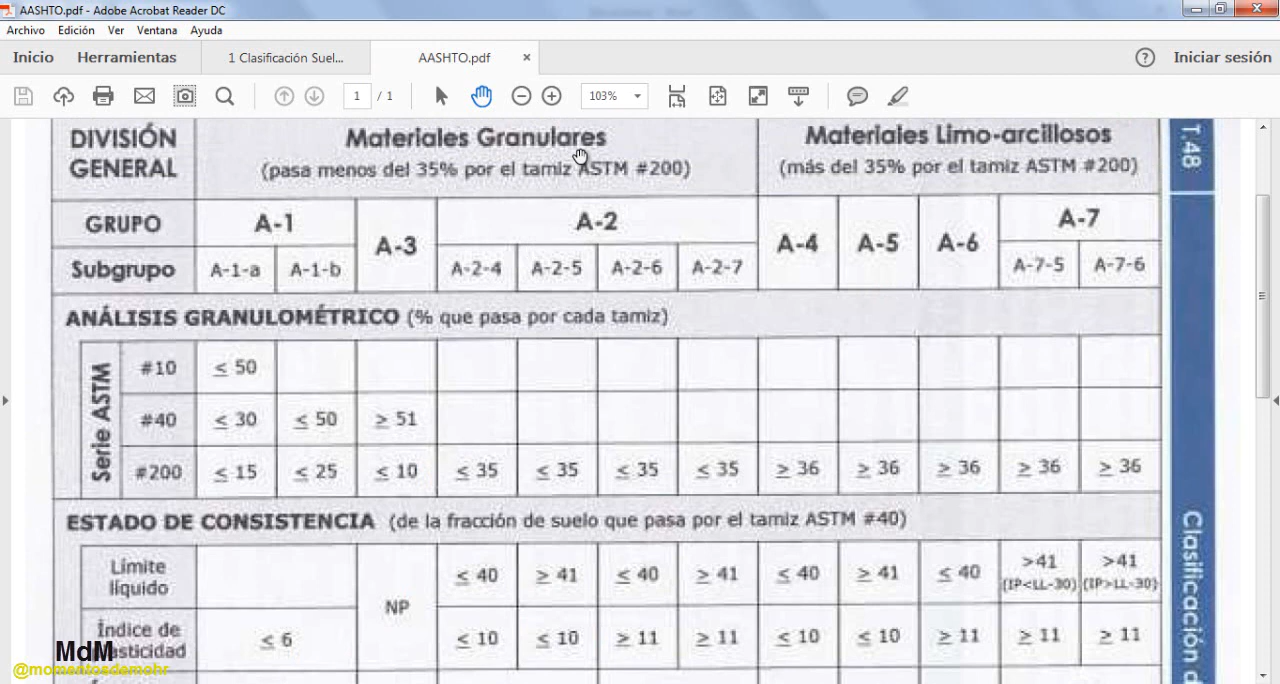 AASHTO.pdf - Adobe Acrobat Reader DC
Archivo Edición Ver Ventana Ayuda
Inicio Herramientas 1 Clasificación Suel... AASHTO.pdf × Iniciar sesión
1 / 1 103%
DIVISIÓN GENERAL
Materiales Granulares
(pasa menos del 35% por el tamiz ASTM #200)
Materiales Limo-arcillosos
(más del 35% por el tamiz ASTM #200)
T.48
GRUPO A-1 A-3 A-2 A-4 A-5 A-6 A-7
Subgrupo A-1-a A-1-b A-2-4 A-2-5 A-2-6 A-2-7 A-7-5 A-7-6
ANÁLISIS GRANULOMÉTRICO (% que pasa por cada tamiz)
Serie ASTM
#10 ≤ 50
#40 ≤ 30 ≤ 50 ≥ 51
#200 ≤ 15 ≤ 25 ≤ 10 ≤ 35 ≤ 35 ≤ 35 ≤ 35 ≥ 36 ≥ 36 ≥ 36 ≥ 36 ≥ 36
ESTADO DE CONSISTENCIA (de la fracción de suelo que pasa por el tamiz ASTM #40)
Límite líquido NP ≤ 40 ≥ 41 ≤ 40 ≥ 41 ≤ 40 ≥ 41 ≤ 40 >41 (IP<LL-30) >41 (IP>LL-30)
Índice de
≤ 6 ≤ 10 ≤ 10 ≥ 11 ≥ 11 ≤ 10 ≤ 10 ≥ 11 ≥ 11 ≥ 11
MdM
@momentosdemohr
Clasificación d